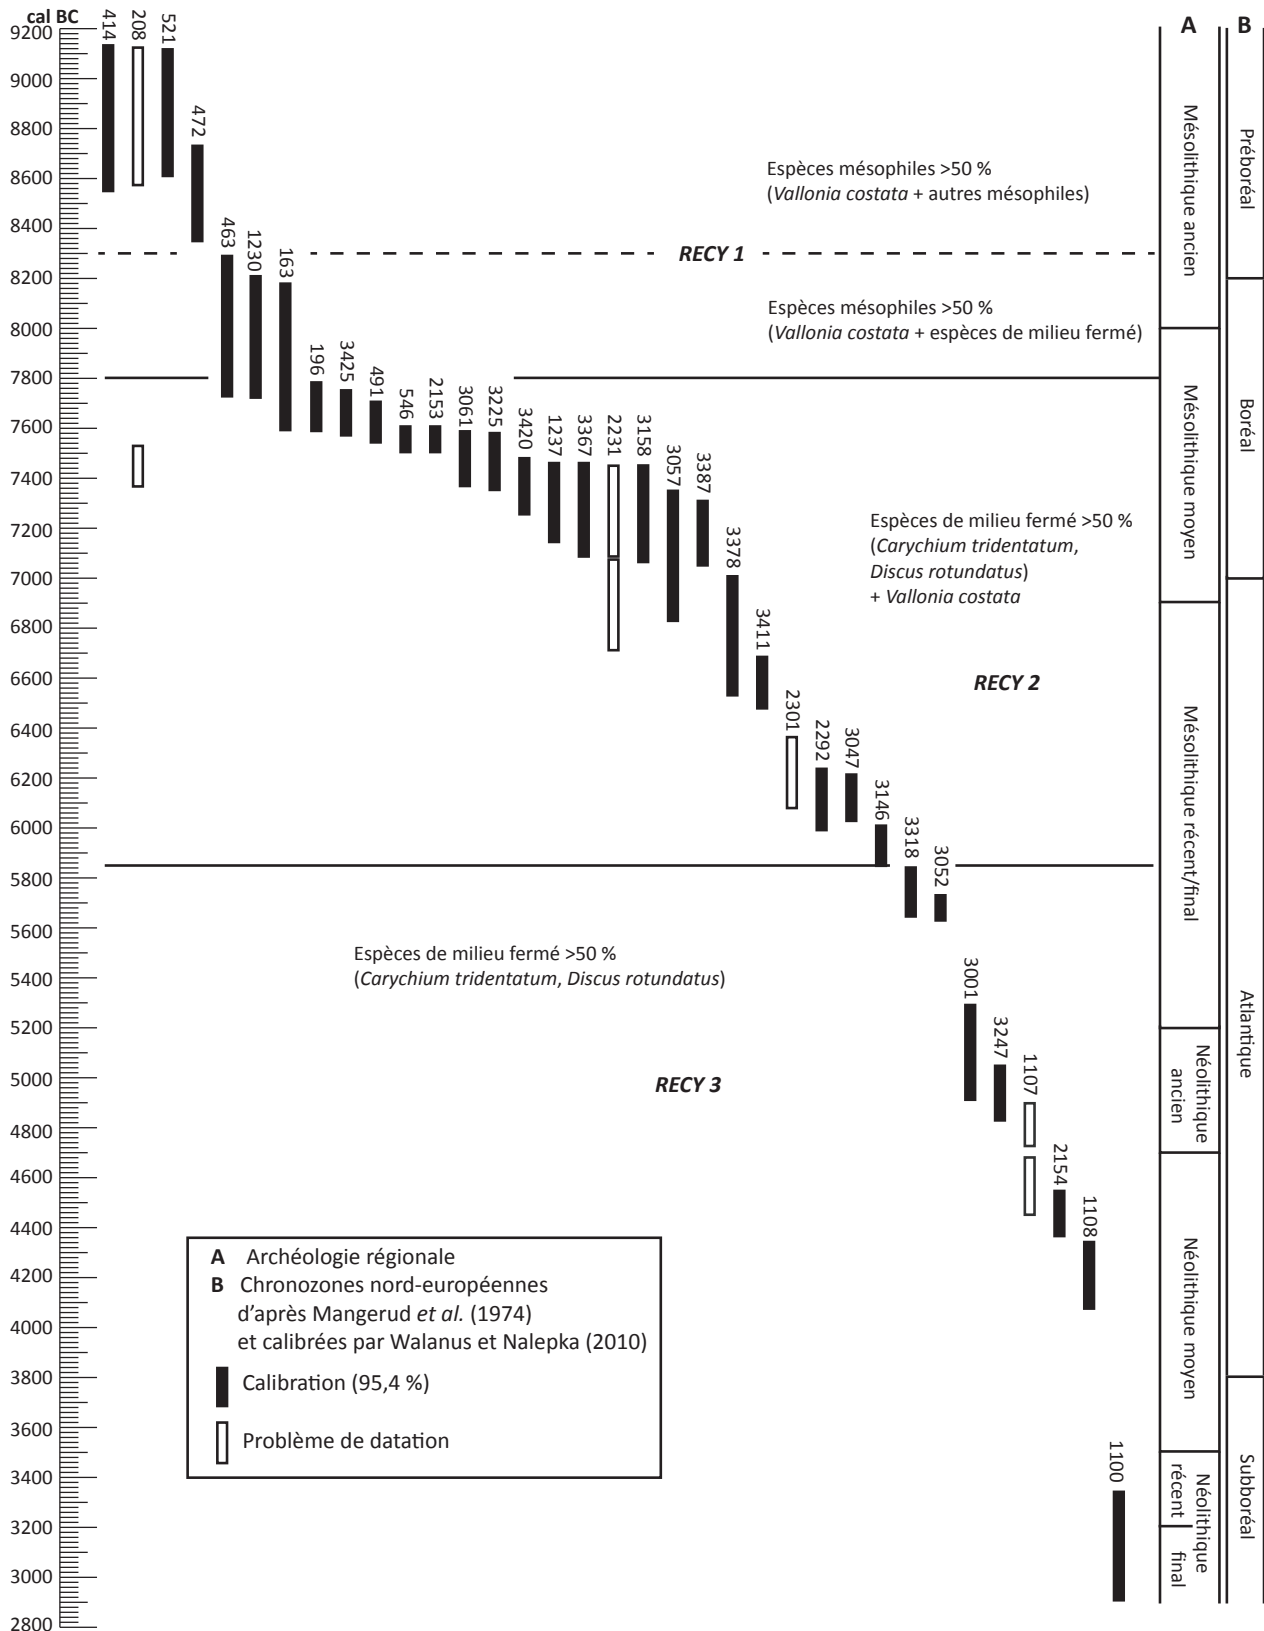 cal BC
9200
9000
8800
8600
8400
8200
8000
7800
7600
7400
7200
7000
6800
6600
6400
6200
6000
5800
5600
5400
5200
5000
4800
4600
4400
4200
4000
3800
3600
3400
3200
3000
2800
414
208
521
472
463
1230
163
196
3425
491
546
2153
3061
3225
3420
1237
3367
2231
3158
3057
3387
3378
3411
2301
2292
3047
3146
3318
3052
3001
3247
1107
2154
1108
1100
Espèces mésophiles >50 %
(Vallonia costata + autres mésophiles)
RECY 1
Espèces mésophiles >50 %
(Vallonia costata + espèces de milieu fermé)
Espèces de milieu fermé >50 %
(Carychium tridentatum,
Discus rotundatus)
+ Vallonia costata
RECY 2
Espèces de milieu fermé >50 %
(Carychium tridentatum, Discus rotundatus)
RECY 3
A
Mésolithique ancien
Mésolithique moyen
Mésolithique récent/final
Néolithique
ancien
Néolithique moyen
Néolithique
récent
final
B
Préboréal
Boréal
Atlantique
Subboréal
A Archéologie régionale
B Chronozones nord-européennes
d'après Mangerud et al. (1974)
et calibrées par Walanus et Nalepka (2010)
Calibration (95,4 %)
Problème de datation